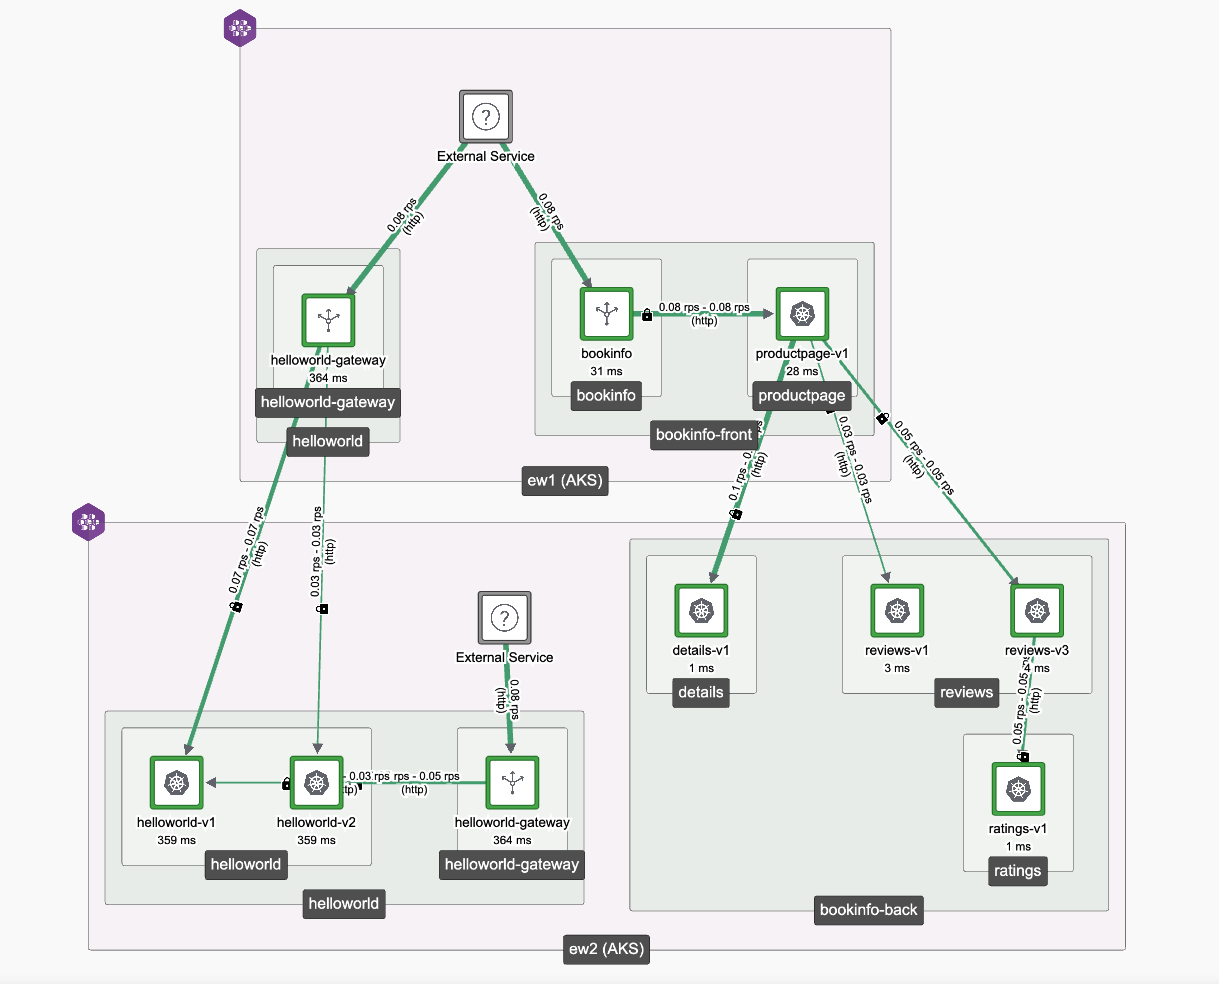 ?
External Service
0.08 rps
(http)
0.08 rps
(http)
helloworld-gateway
364 ms
helloworld-gateway
helloworld
bookinfo
31 ms
bookinfo
0.08 rps - 0.08 rps
(http)
productpage-v1
28 ms
productpage
bookinfo-front
0.1 rps - 0.
ps
(http)
0.03 rps - 0.03 rps
(http)
0.05 rps - 0.05 rps
(http)
ew1 (AKS)
0.07 rps - 0.07 rps
(http)
0.03 rps - 0.03 rps
(http)
?
External Service
0.08 rps
(http)
details-v1
1 ms
details
reviews-v1
3 ms
reviews-v3
4 ms
reviews
0.05 rps - 0.05
(http)
helloworld-v1
359 ms
helloworld-v2
359 ms
helloworld
- 0.03 rps
ttp)
rps - 0.05 rps
(http)
helloworld-gateway
364 ms
helloworld-gateway
helloworld
ratings-v1
1 ms
ratings
bookinfo-back
ew2 (AKS)